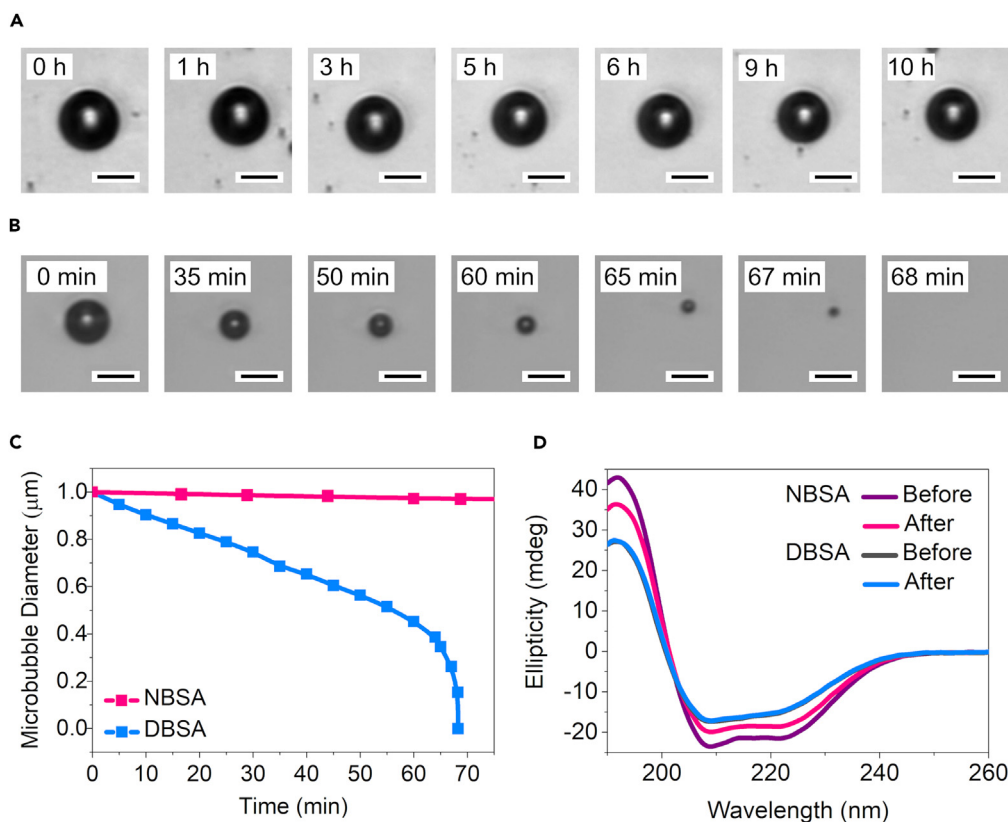 A
0 h 1 h 3 h 5 h 6 h 9 h 10 h
B
0 min 35 min 50 min 60 min 65 min 67 min 68 min
C
Microbubble Diameter (μm)
1.0
0.8
0.6
0.4
0.2
0.0
NBSA
DBSA
0 10 20 30 40 50 60 70
Time (min)
D
Ellipticity (mdeg)
40
30
20
10
0
-10
-20
NBSA Before
After
DBSA Before
After
200 220 240 260
Wavelength (nm)